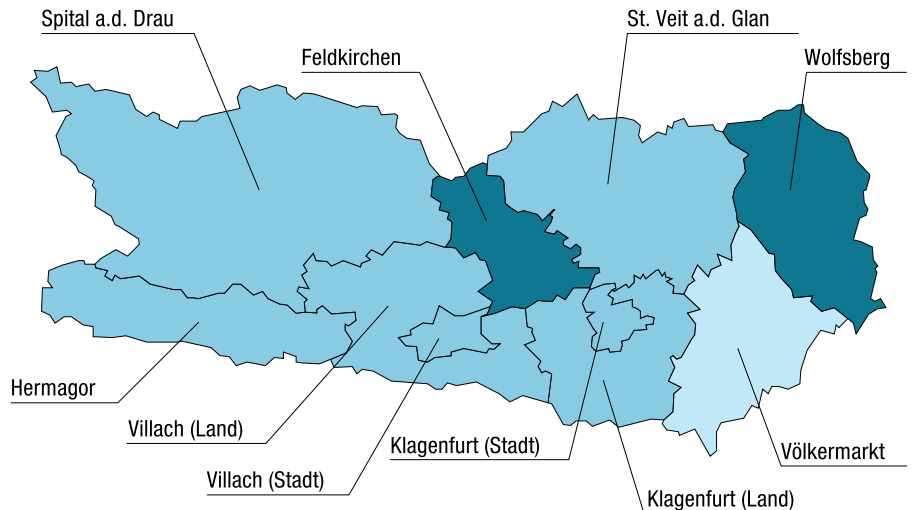 Spital a.d. Drau
St. Veit a.d. Glan
Feldkirchen
Wolfsberg
Hermagor
Villach (Land)
Klagenfurt (Stadt)
Völkermarkt
Villach (Stadt)
Klagenfurt (Land)